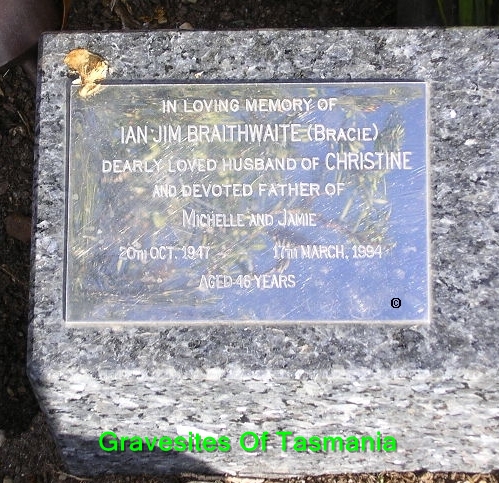 IN LOVING MEMORY OF
IAN JIM BRAITHWAITE (BRACIE)
DEARLY LOVED HUSBAND OF CHRISTINE
AND DEVOTED FATHER OF
MICHELLE AND JAMIE
20TH OCT. 1947 17TH MARCH, 1994
AGED 46 YEARS
©
Gravesites Of Tasmania